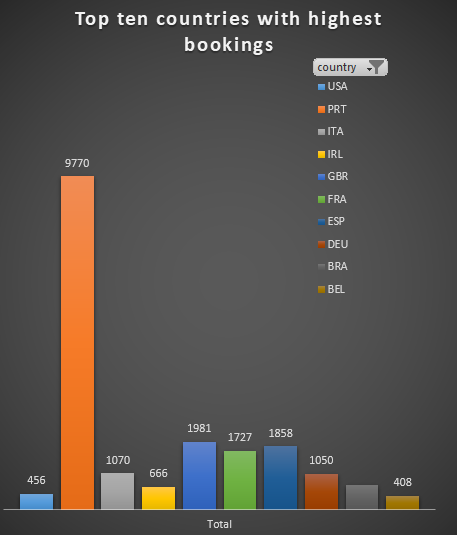 Top ten countries with highest
bookings
country
USA
PRT
ITA
IRL
GBR
FRA
ESP
DEU
BRA
BEL
9770
1981
1858
1727
1070
1050
666
456
408
Total